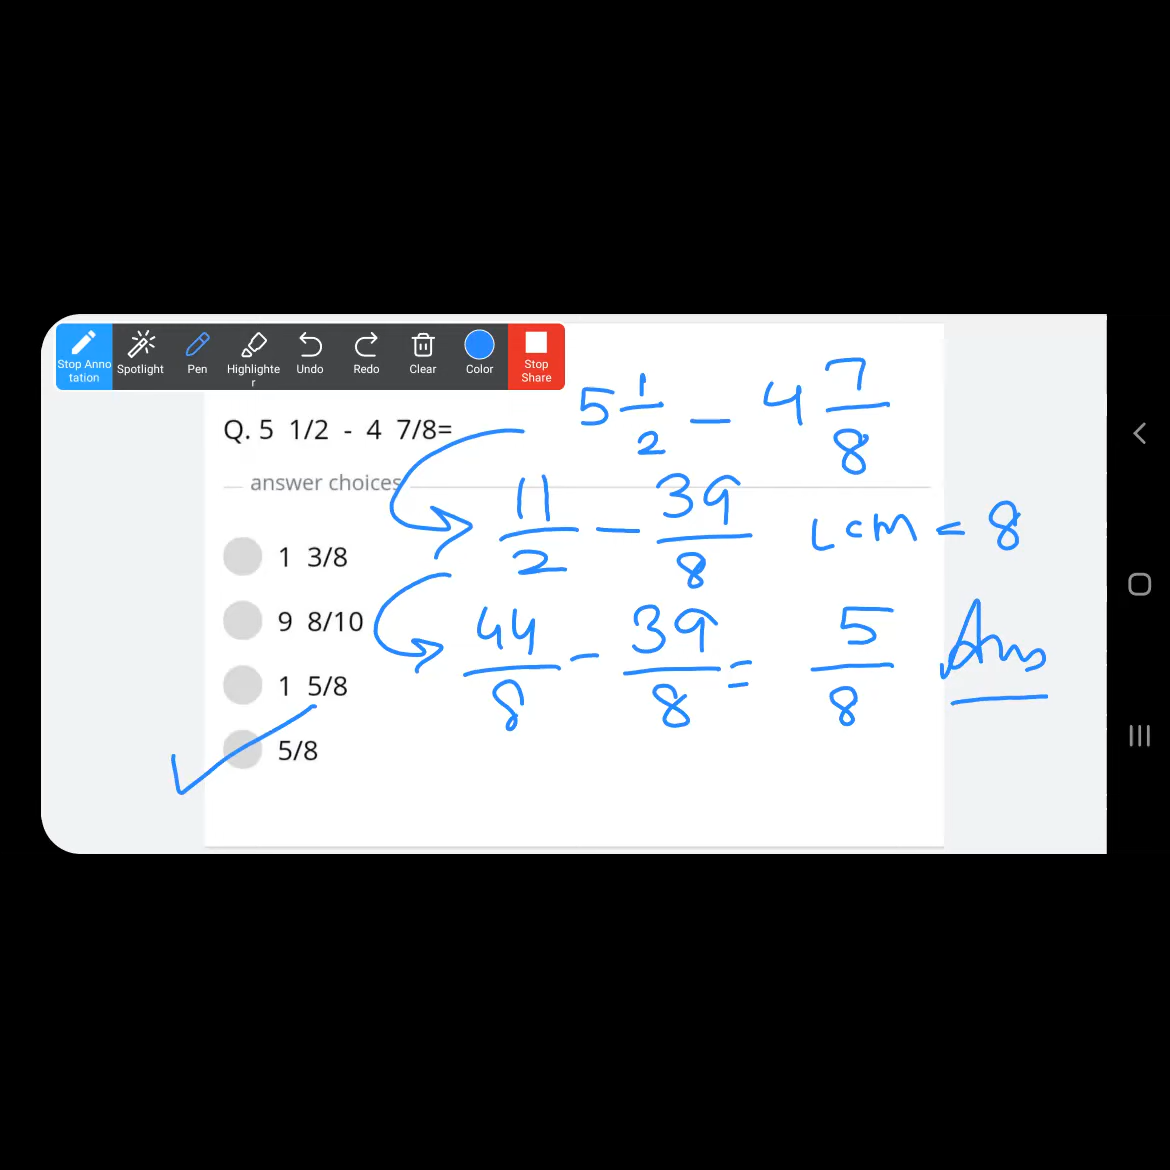 Stop Anno
tation
Spotlight
Pen
Highlighte
r
Undo
Redo
Clear
Color
Stop
Share
Q. 5 1/2 - 4 7/8=
5 1/2 - 4 7/8
answer choices
11/2 - 39/8 LCM = 8
1 3/8
9 8/10
44/8 - 39/8 = 5/8 Ans
1 5/8
5/8